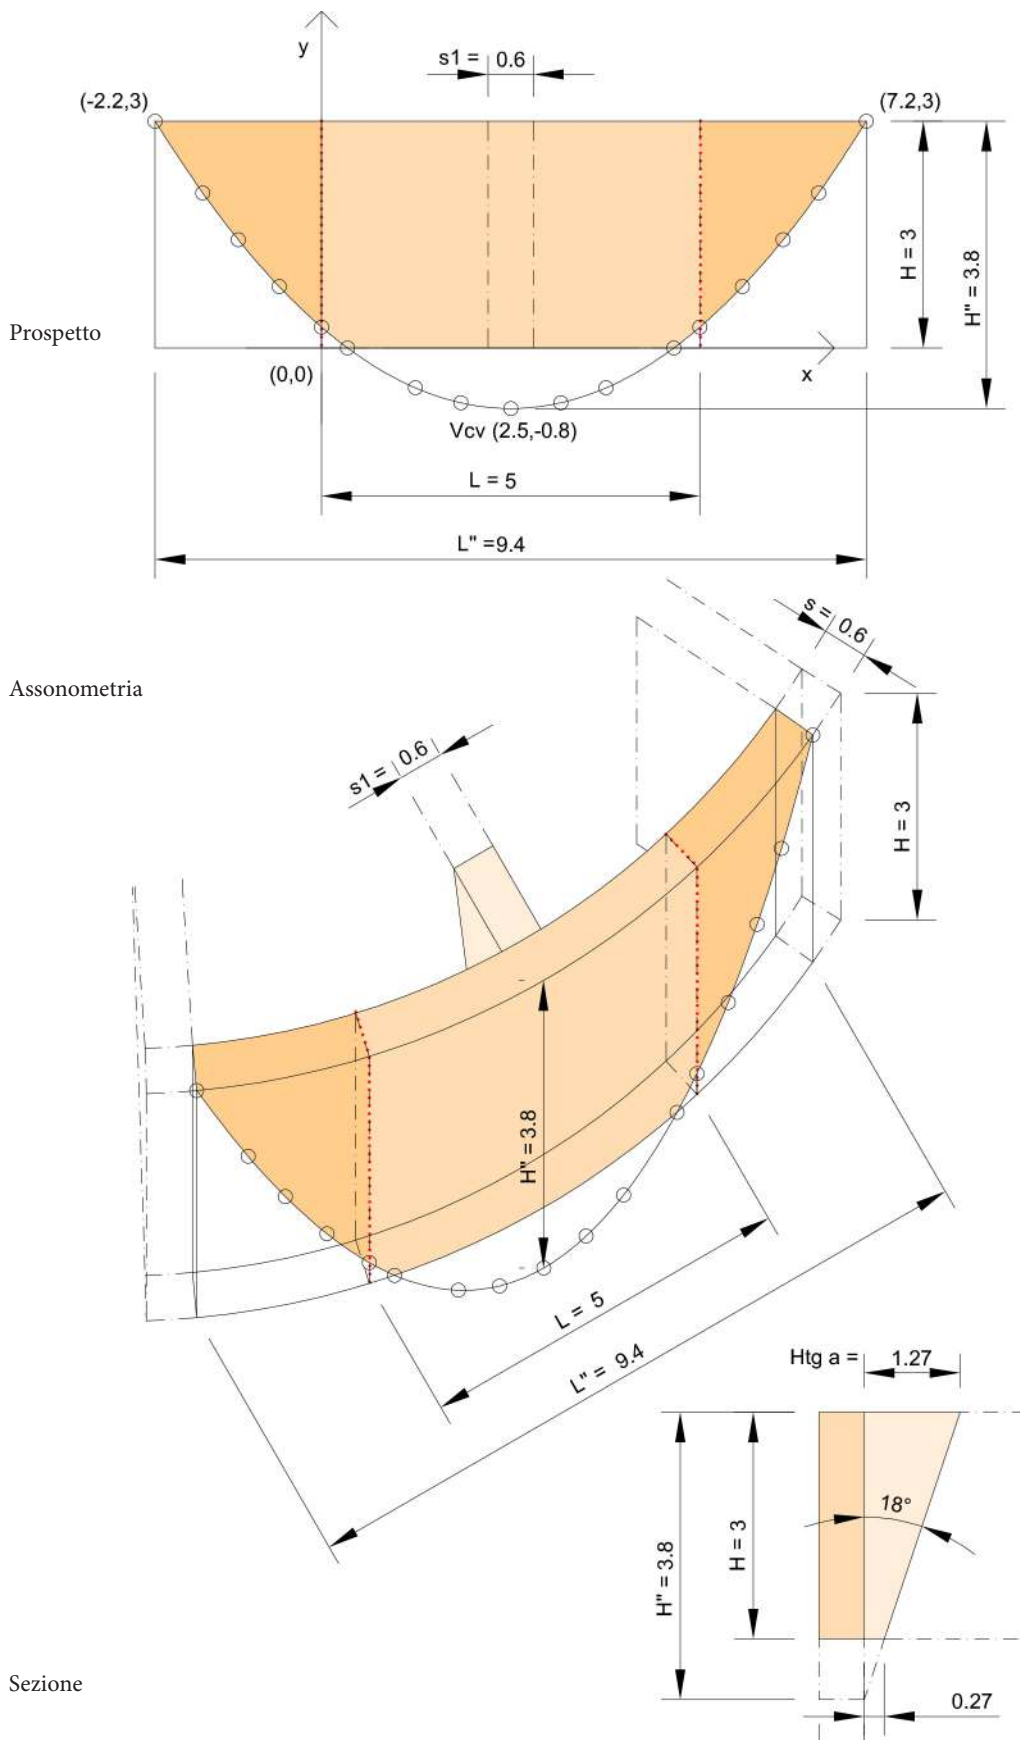 y
s1 = 0.6
(-2.2,3)
(7.2,3)
H = 3
H" = 3.8
Prospetto
(0,0)
x
Vcv (2.5,-0.8)
L = 5
L" =9.4
s = 0.6
Assonometria
s1 = 0.6
H = 3
H" = 3.8
L = 5
L" = 9.4
Htg a = 1.27
18°
H = 3
H" = 3.8
Sezione
0.27